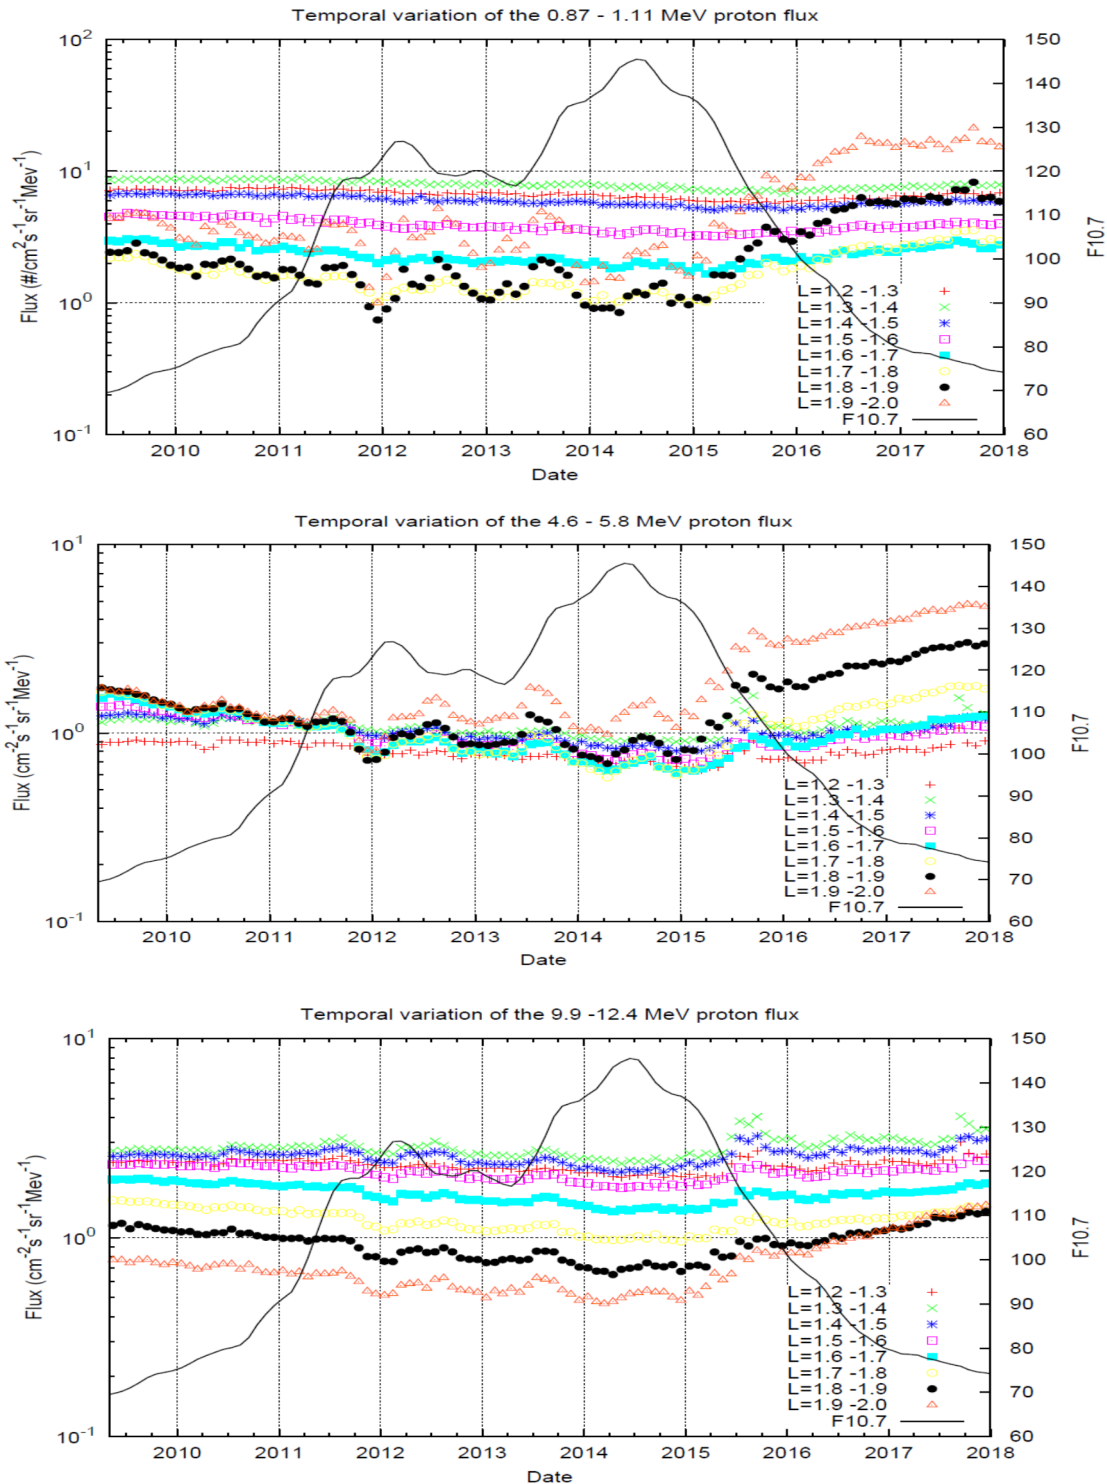 Temporal variation of the 0.87 - 1.11 MeV proton flux
10^2
10^1
10^0
10^-1
Flux (#/cm^-2s^-1sr^-1Mev^-1)
150
140
130
120
110
100
90
80
70
60
F10.7
L=1.2 -1.3
L=1.3 -1.4
L=1.4 -1.5
L=1.5 -1.6
L=1.6 -1.7
L=1.7 -1.8
L=1.8 -1.9
L=1.9 -2.0
F10.7
2010 2011 2012 2013 2014 2015 2016 2017 2018
Date
Temporal variation of the 4.6 - 5.8 MeV proton flux
10^1
10^0
10^-1
Flux (cm^-2s^-1sr^-1Mev^-1)
150
140
130
120
110
100
90
80
70
60
F10.7
L=1.2 -1.3
L=1.3 -1.4
L=1.4 -1.5
L=1.5 -1.6
L=1.6 -1.7
L=1.7 -1.8
L=1.8 -1.9
L=1.9 -2.0
F10.7
2010 2011 2012 2013 2014 2015 2016 2017 2018
Date
Temporal variation of the 9.9 -12.4 MeV proton flux
10^1
10^0
10^-1
Flux (cm^-2s^-1sr^-1Mev^-1)
150
140
130
120
110
100
90
80
70
60
F10.7
L=1.2 -1.3
L=1.3 -1.4
L=1.4 -1.5
L=1.5 -1.6
L=1.6 -1.7
L=1.7 -1.8
L=1.8 -1.9
L=1.9 -2.0
F10.7
2010 2011 2012 2013 2014 2015 2016 2017 2018
Date